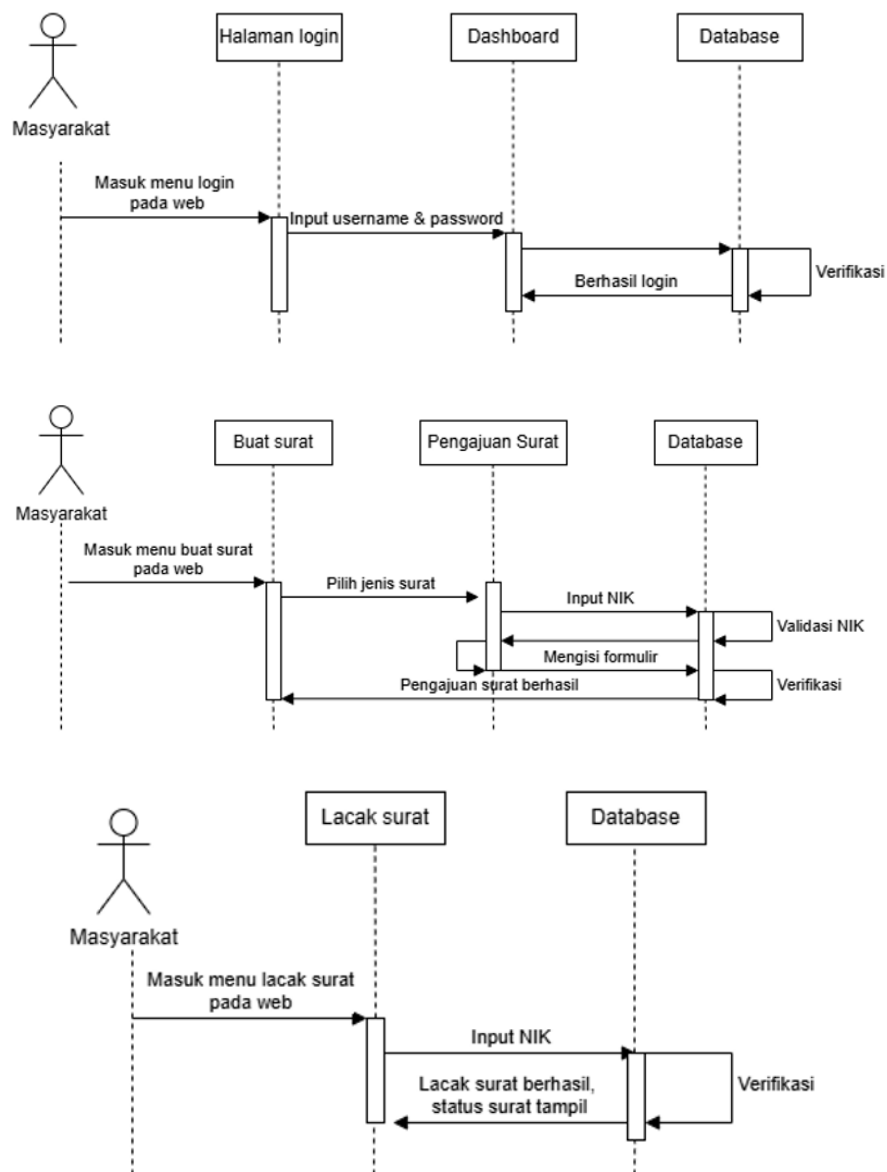 Halaman login
Dashboard
Database
Masyarakat
Masuk menu login
pada web
Input username & password
Verifikasi
Berhasil login
Buat surat
Pengajuan Surat
Database
Masyarakat
Masuk menu buat surat
pada web
Pilih jenis surat
Input NIK
Validasi NIK
Mengisi formulir
Pengajuan surat berhasil
Verifikasi
Lacak surat
Database
Masyarakat
Masuk menu lacak surat
pada web
Input NIK
Verifikasi
Lacak surat berhasil,
status surat tampil